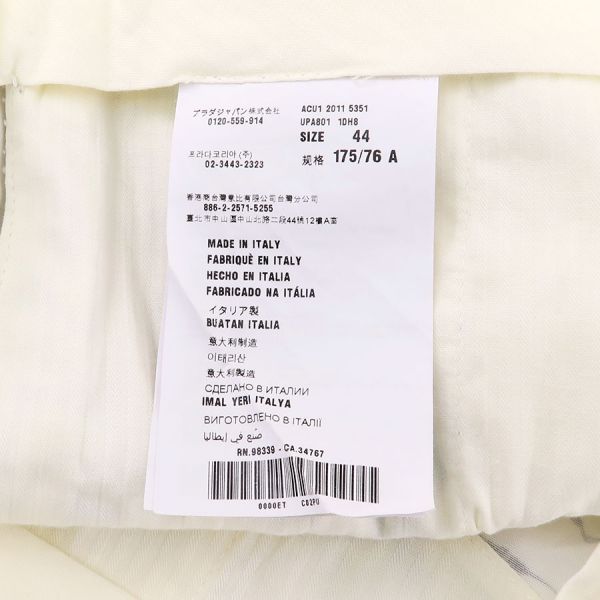 プラダジャパン株式会社
0120-559-914
ACU1 2011 5351
UPA801 1DH8
SIZE 44
프라다코리아(주)
02-3443-2323
规格 175/76 A
香港商台灣意比有限公司台灣分公司
886-2-2571-5255
臺北市中山區中山北路二段44號12樓A室
MADE IN ITALY
FABRIQUÈ EN ITALY
HECHO EN ITALIA
FABRICADO NA ITÁLIA
イタリア製
BUATAN ITALIA
意大利制造
이태리산
義大利製造
СДЕЛАНО В ИТАЛИИ
IMAL YERI ITALYA
ВИГОТОВЛЕНО В ІТАЛІЇ
صنع في إيطاليا
RN.98339 - CA.34767
0000ET C02PU